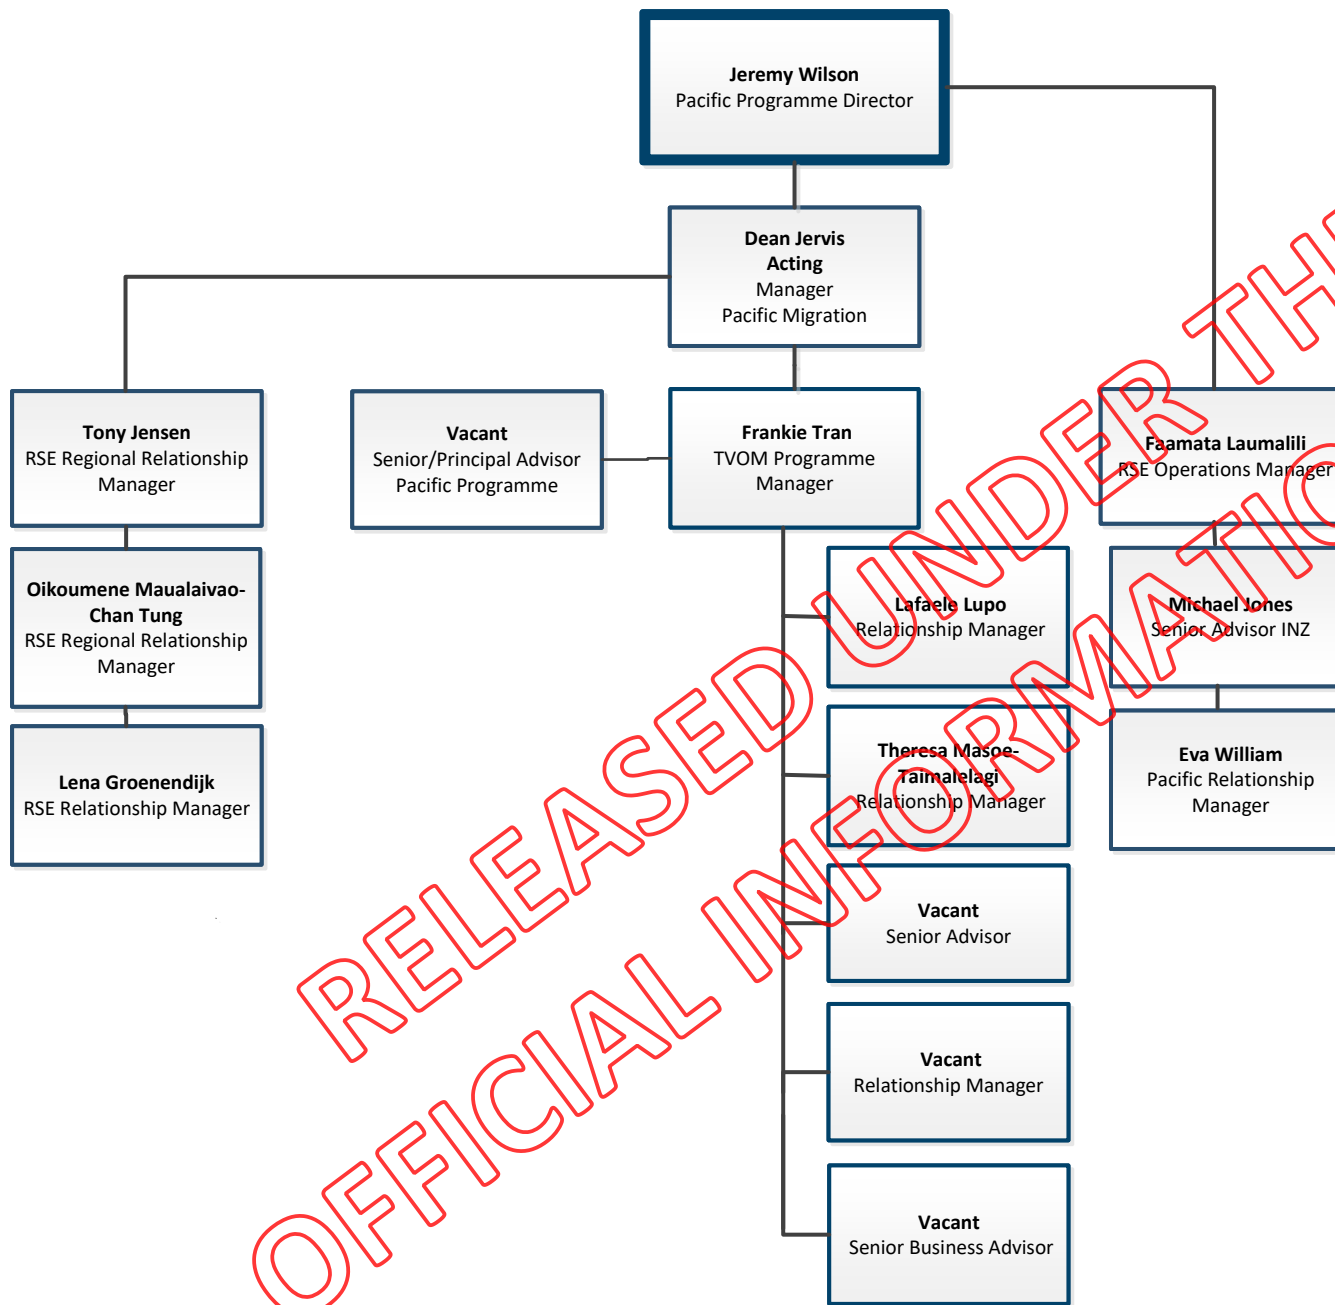 Jeremy Wilson
Pacific Programme Director
Dean Jervis
Acting
Manager
Pacific Migration
Tony Jensen
RSE Regional Relationship
Manager
Vacant
Senior/Principal Advisor
Pacific Programme
Frankie Tran
TVOM Programme
Manager
Faamata Laumalili
RSE Operations Manager
Oikoumene Maualaivao-
Chan Tung
RSE Regional Relationship
Manager
Lafaele Lupo
Relationship Manager
Michael Jones
Senior Advisor INZ
Lena Groenendijk
RSE Relationship Manager
Theresa Masoe-
Taimalelagi
Relationship Manager
Eva William
Pacific Relationship
Manager
Vacant
Senior Advisor
Vacant
Relationship Manager
Vacant
Senior Business Advisor
RELEASED UNDER
OFFICIAL